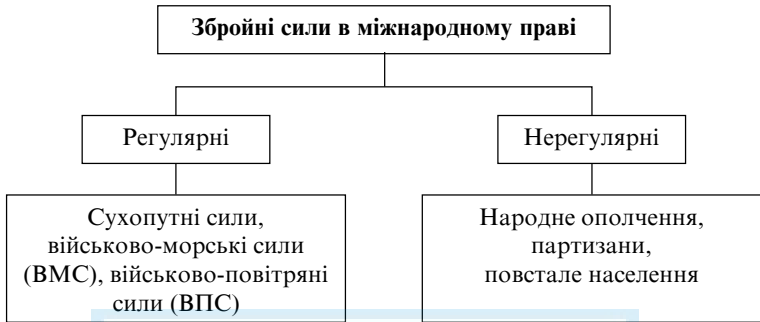 Збройні сили в міжнародному праві
Регулярні
Нерегулярні
Сухопутні сили,
військово-морські сили
(ВМС), військово-повітряні
сили (ВПС)
Народне ополчення,
партизани,
повстале населення